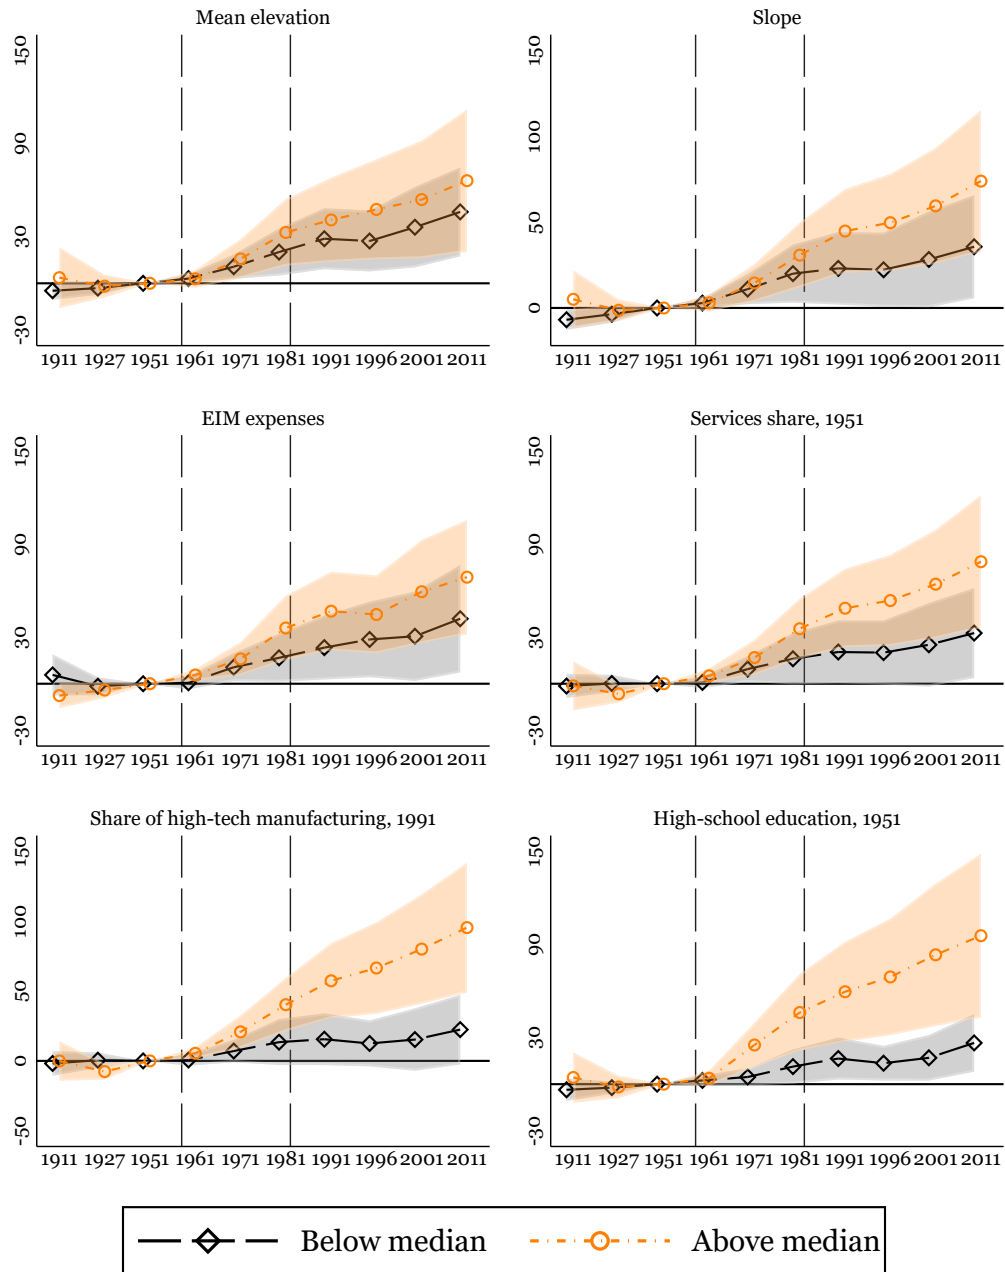 Mean elevation
150
90
30
-30
1911 1927 1951 1961 1971 1981 1991 1996 2001 2011
Slope
150
100
50
0
1911 1927 1951 1961 1971 1981 1991 1996 2001 2011
EIM expenses
150
90
30
-30
1911 1927 1951 1961 1971 1981 1991 1996 2001 2011
Services share, 1951
150
90
30
-30
1911 1927 1951 1961 1971 1981 1991 1996 2001 2011
Share of high-tech manufacturing, 1991
150
100
50
0
-50
1911 1927 1951 1961 1971 1981 1991 1996 2001 2011
High-school education, 1951
150
90
30
-30
1911 1927 1951 1961 1971 1981 1991 1996 2001 2011
Below median Above median